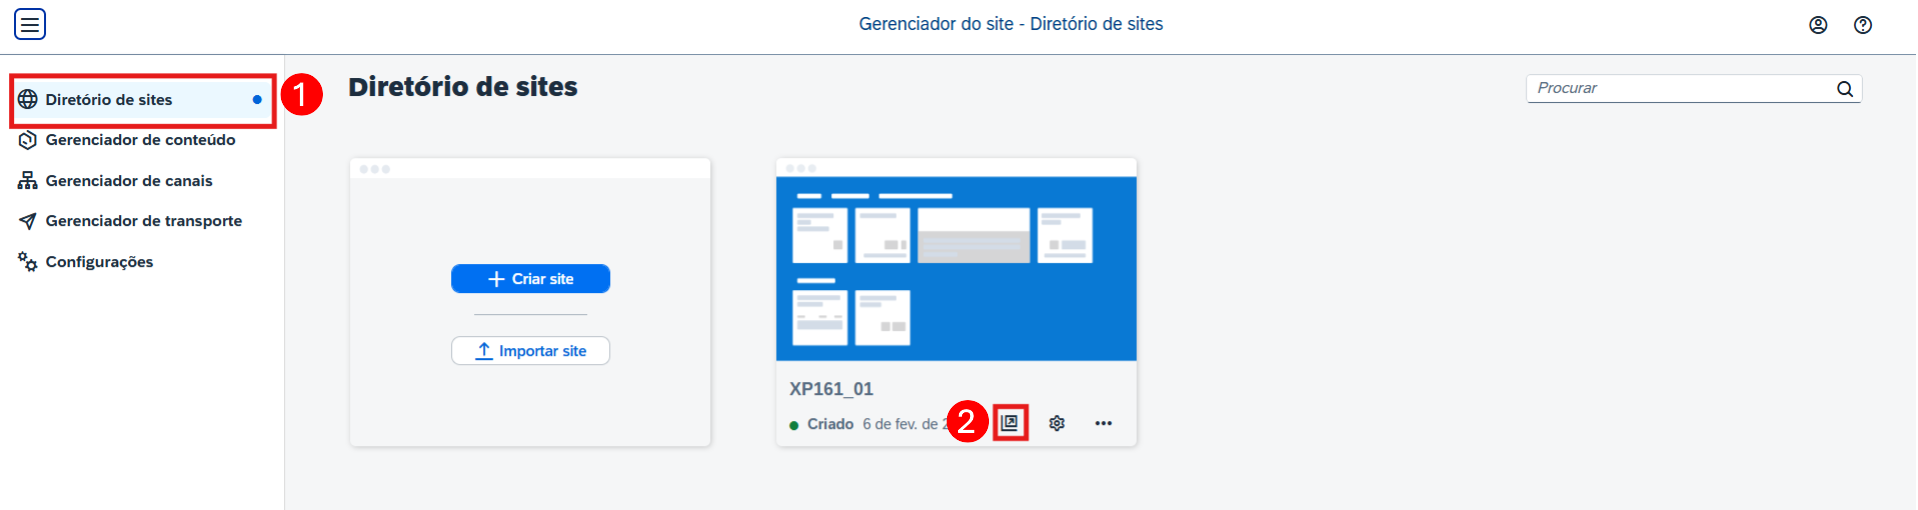 Gerenciador do site - Diretório de sites
Diretório de sites
1
Gerenciador de conteúdo
Gerenciador de canais
Gerenciador de transporte
Configurações
Diretório de sites
Procurar
Criar site
Importar site
XP161_01
Criado 6 de fev. de
2